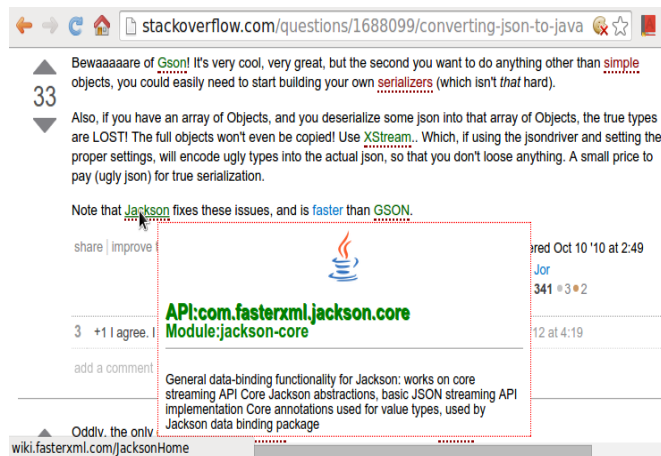 stackoverflow.com/questions/1688099/converting-json-to-java
Bewaaaaare of Gson! It's very cool, very great, but the second you want to do anything other than simple
objects, you could easily need to start building your own serializers (which isn't that hard).
33
Also, if you have an array of Objects, and you deserialize some json into that array of Objects, the true types
are LOST! The full objects won't even be copied! Use XStream.. Which, if using the jsondriver and setting the
proper settings, will encode ugly types into the actual json, so that you don't loose anything. A small price to
pay (ugly json) for true serialization.
Note that Jackson fixes these issues, and is faster than GSON.
share improve
ered Oct 10 '10 at 2:49
Jor
341 3 2
API:com.fasterxml.jackson.core
Module:jackson-core
3 +1 I agree. I
12 at 4:19
add a comment
General data-binding functionality for Jackson: works on core
streaming API Core Jackson abstractions, basic JSON streaming API
implementation Core annotations used for value types, used by
Jackson data binding package
Oddly, the only
wiki.fasterxml.com/JacksonHome